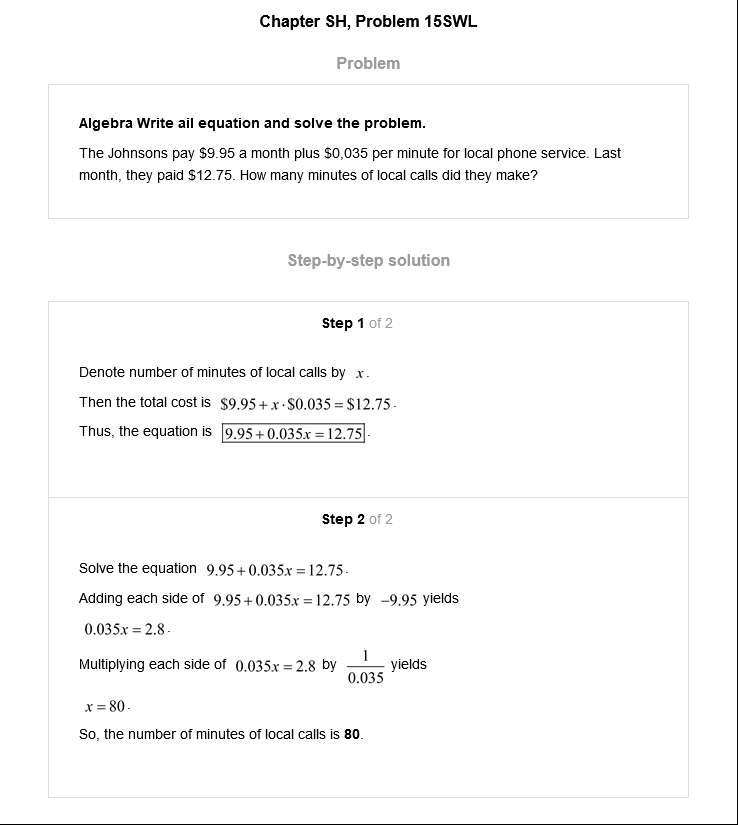 Chapter SH, Problem 15SWL
Problem
Algebra Write ail equation and solve the problem.
The Johnsons pay $9.95 a month plus $0,035 per minute for local phone service. Last
month, they paid $12.75. How many minutes of local calls did they make?
Step-by-step solution
Step 1 of 2
Denote number of minutes of local calls by x.
Then the total cost is $9.95 + x · $0.035 = $12.75.
Thus, the equation is 9.95 + 0.035x = 12.75.
Step 2 of 2
Solve the equation 9.95 + 0.035x = 12.75.
Adding each side of 9.95 + 0.035x = 12.75 by −9.95 yields
0.035x = 2.8.
Multiplying each side of 0.035x = 2.8 by 1/0.035 yields
x = 80.
So, the number of minutes of local calls is 80.